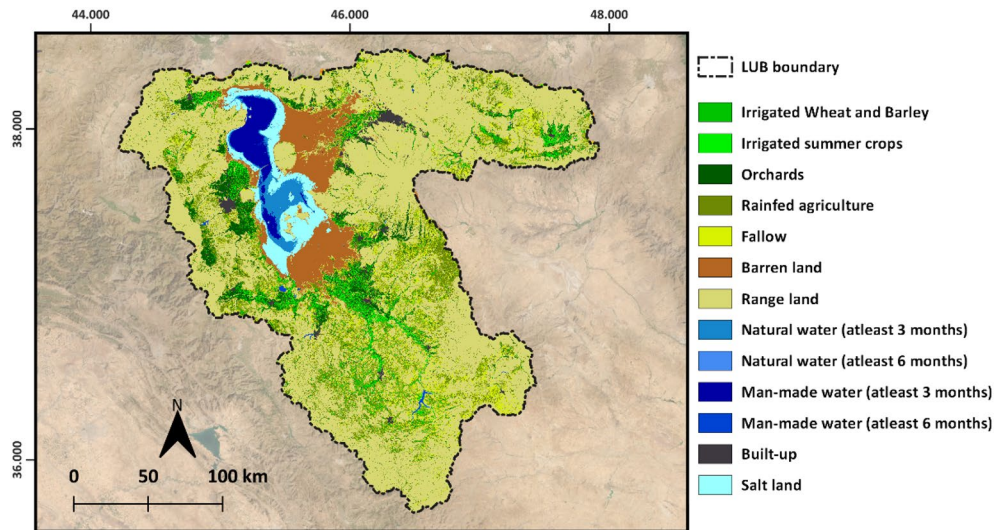 44.000 46.000 48.000
38.000
36.000
N
0 50 100 km
LUB boundary
Irrigated Wheat and Barley
Irrigated summer crops
Orchards
Rainfed agriculture
Fallow
Barren land
Range land
Natural water (atleast 3 months)
Natural water (atleast 6 months)
Man-made water (atleast 3 months)
Man-made water (atleast 6 months)
Built-up
Salt land